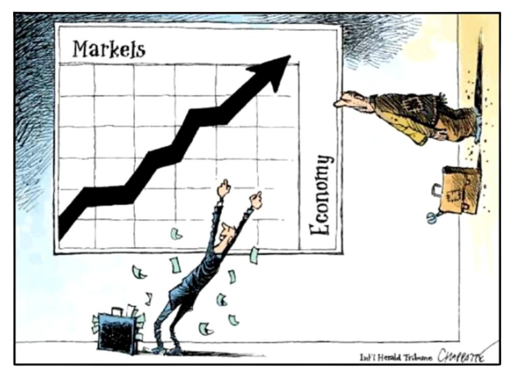 Markets
Economy
Int'l Herald Tribune CHAPPATTE